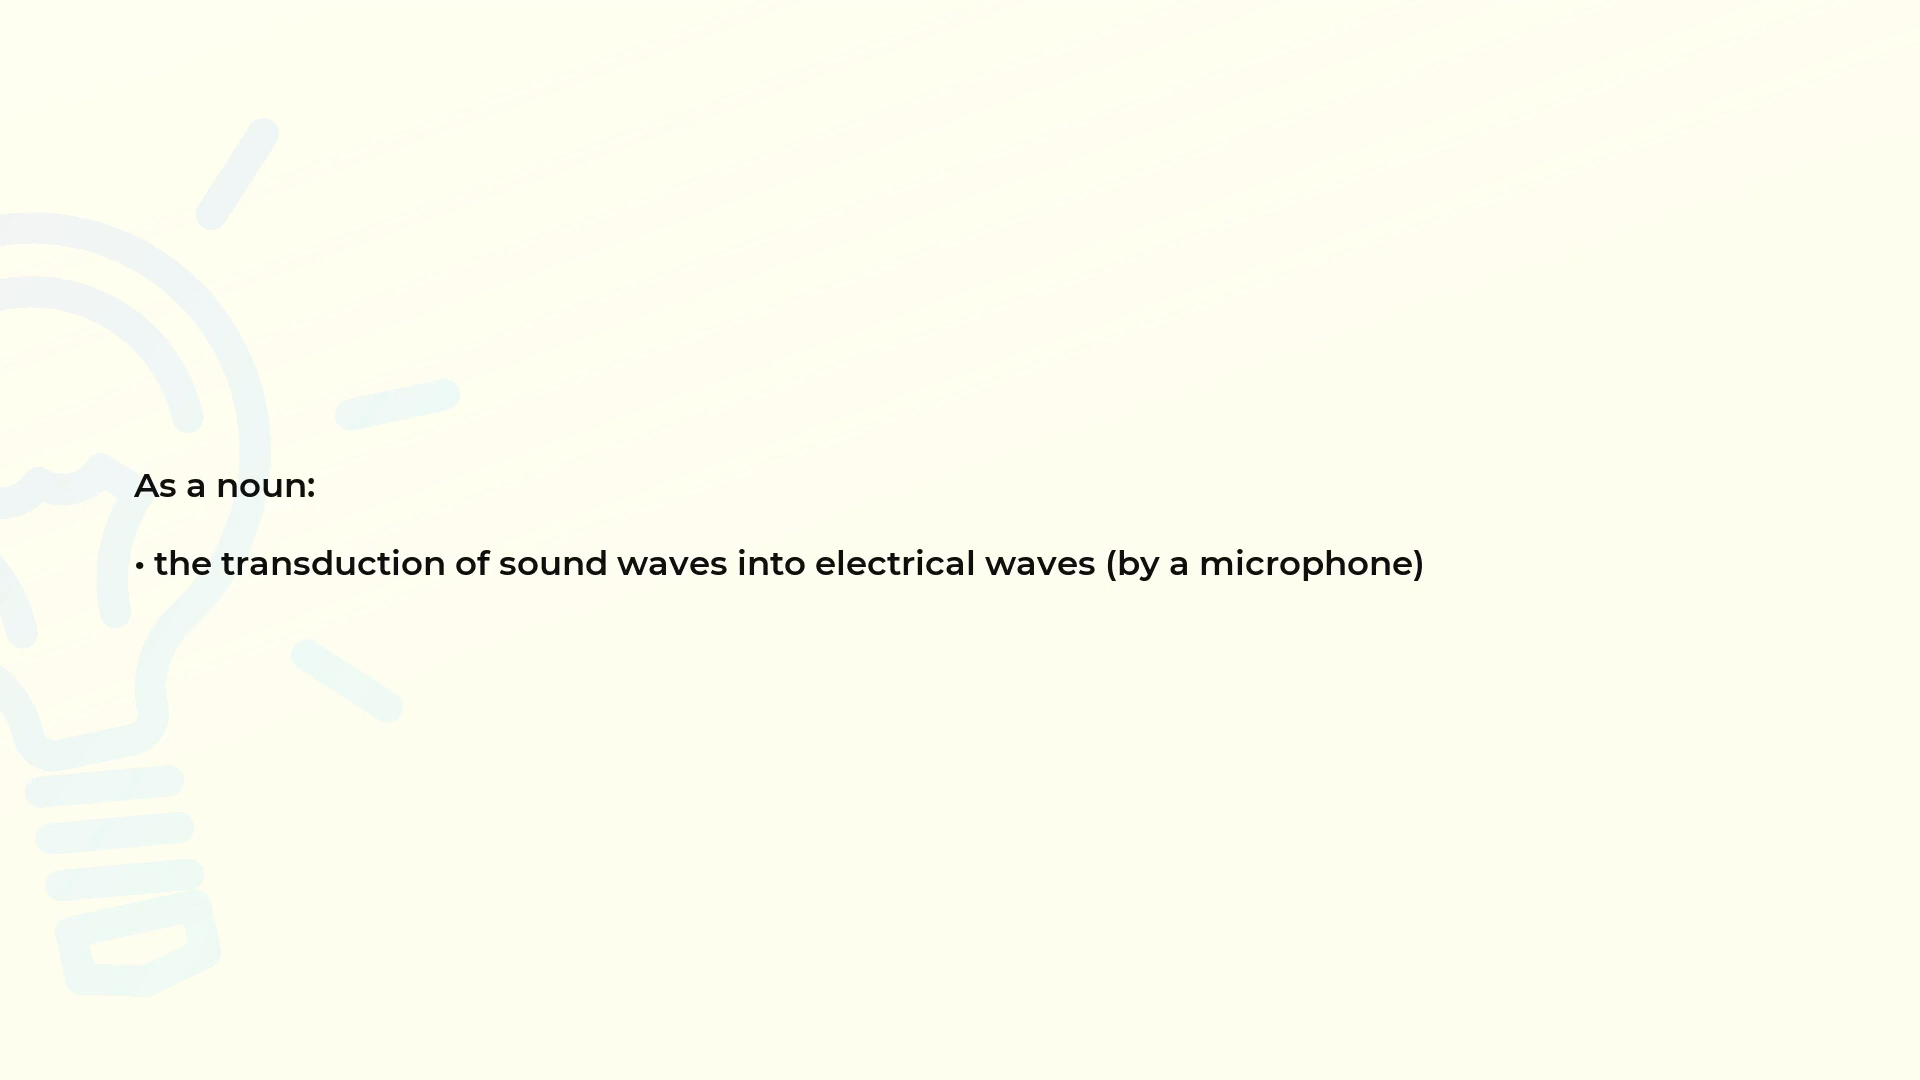 As a noun:
• the transduction of sound waves into electrical waves (by a microphone)